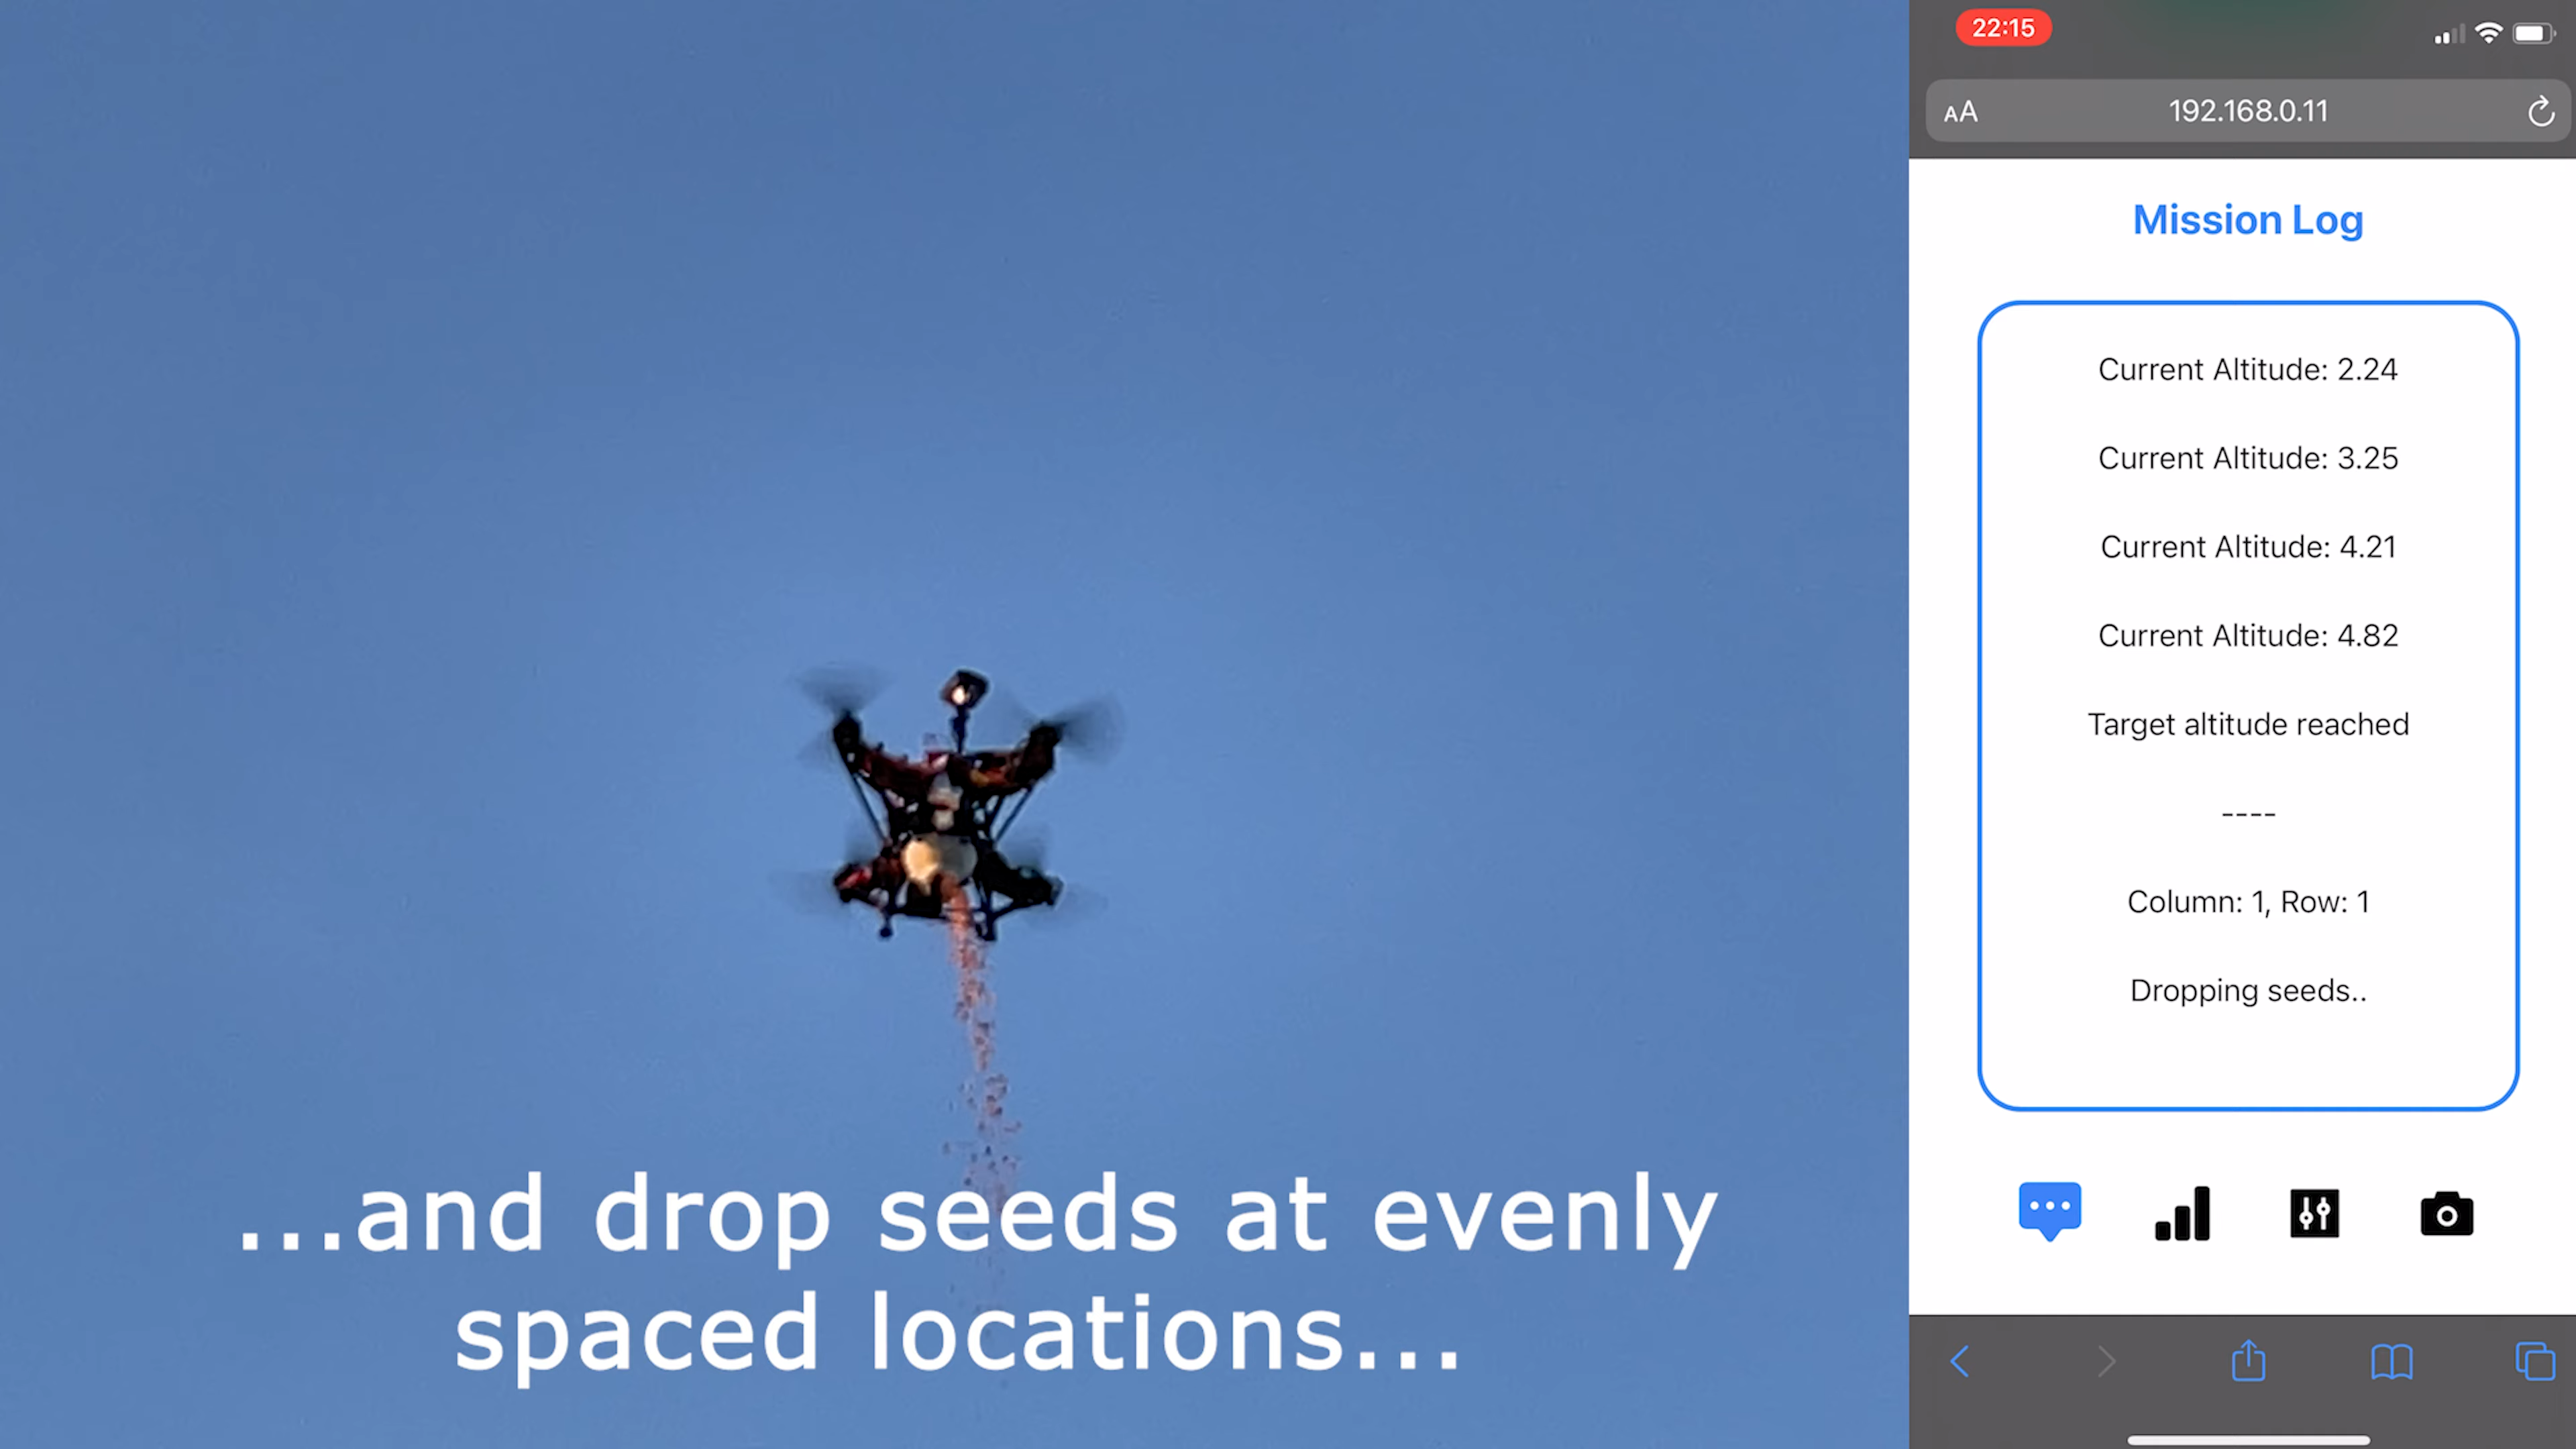 ...and drop seeds at evenly
spaced locations...
22:15
AA
192.168.0.11
Mission Log
Current Altitude: 2.24
Current Altitude: 3.25
Current Altitude: 4.21
Current Altitude: 4.82
Target altitude reached
----
Column: 1, Row: 1
Dropping seeds..